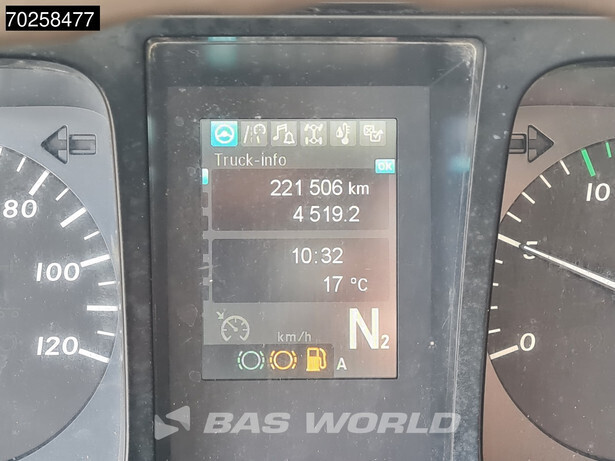 70258477
Truck-info
ok
221 506 km
4 519.2
10:32
17 °C
km/h
N2
A
80
100
120
10
5
0
BAS WORLD